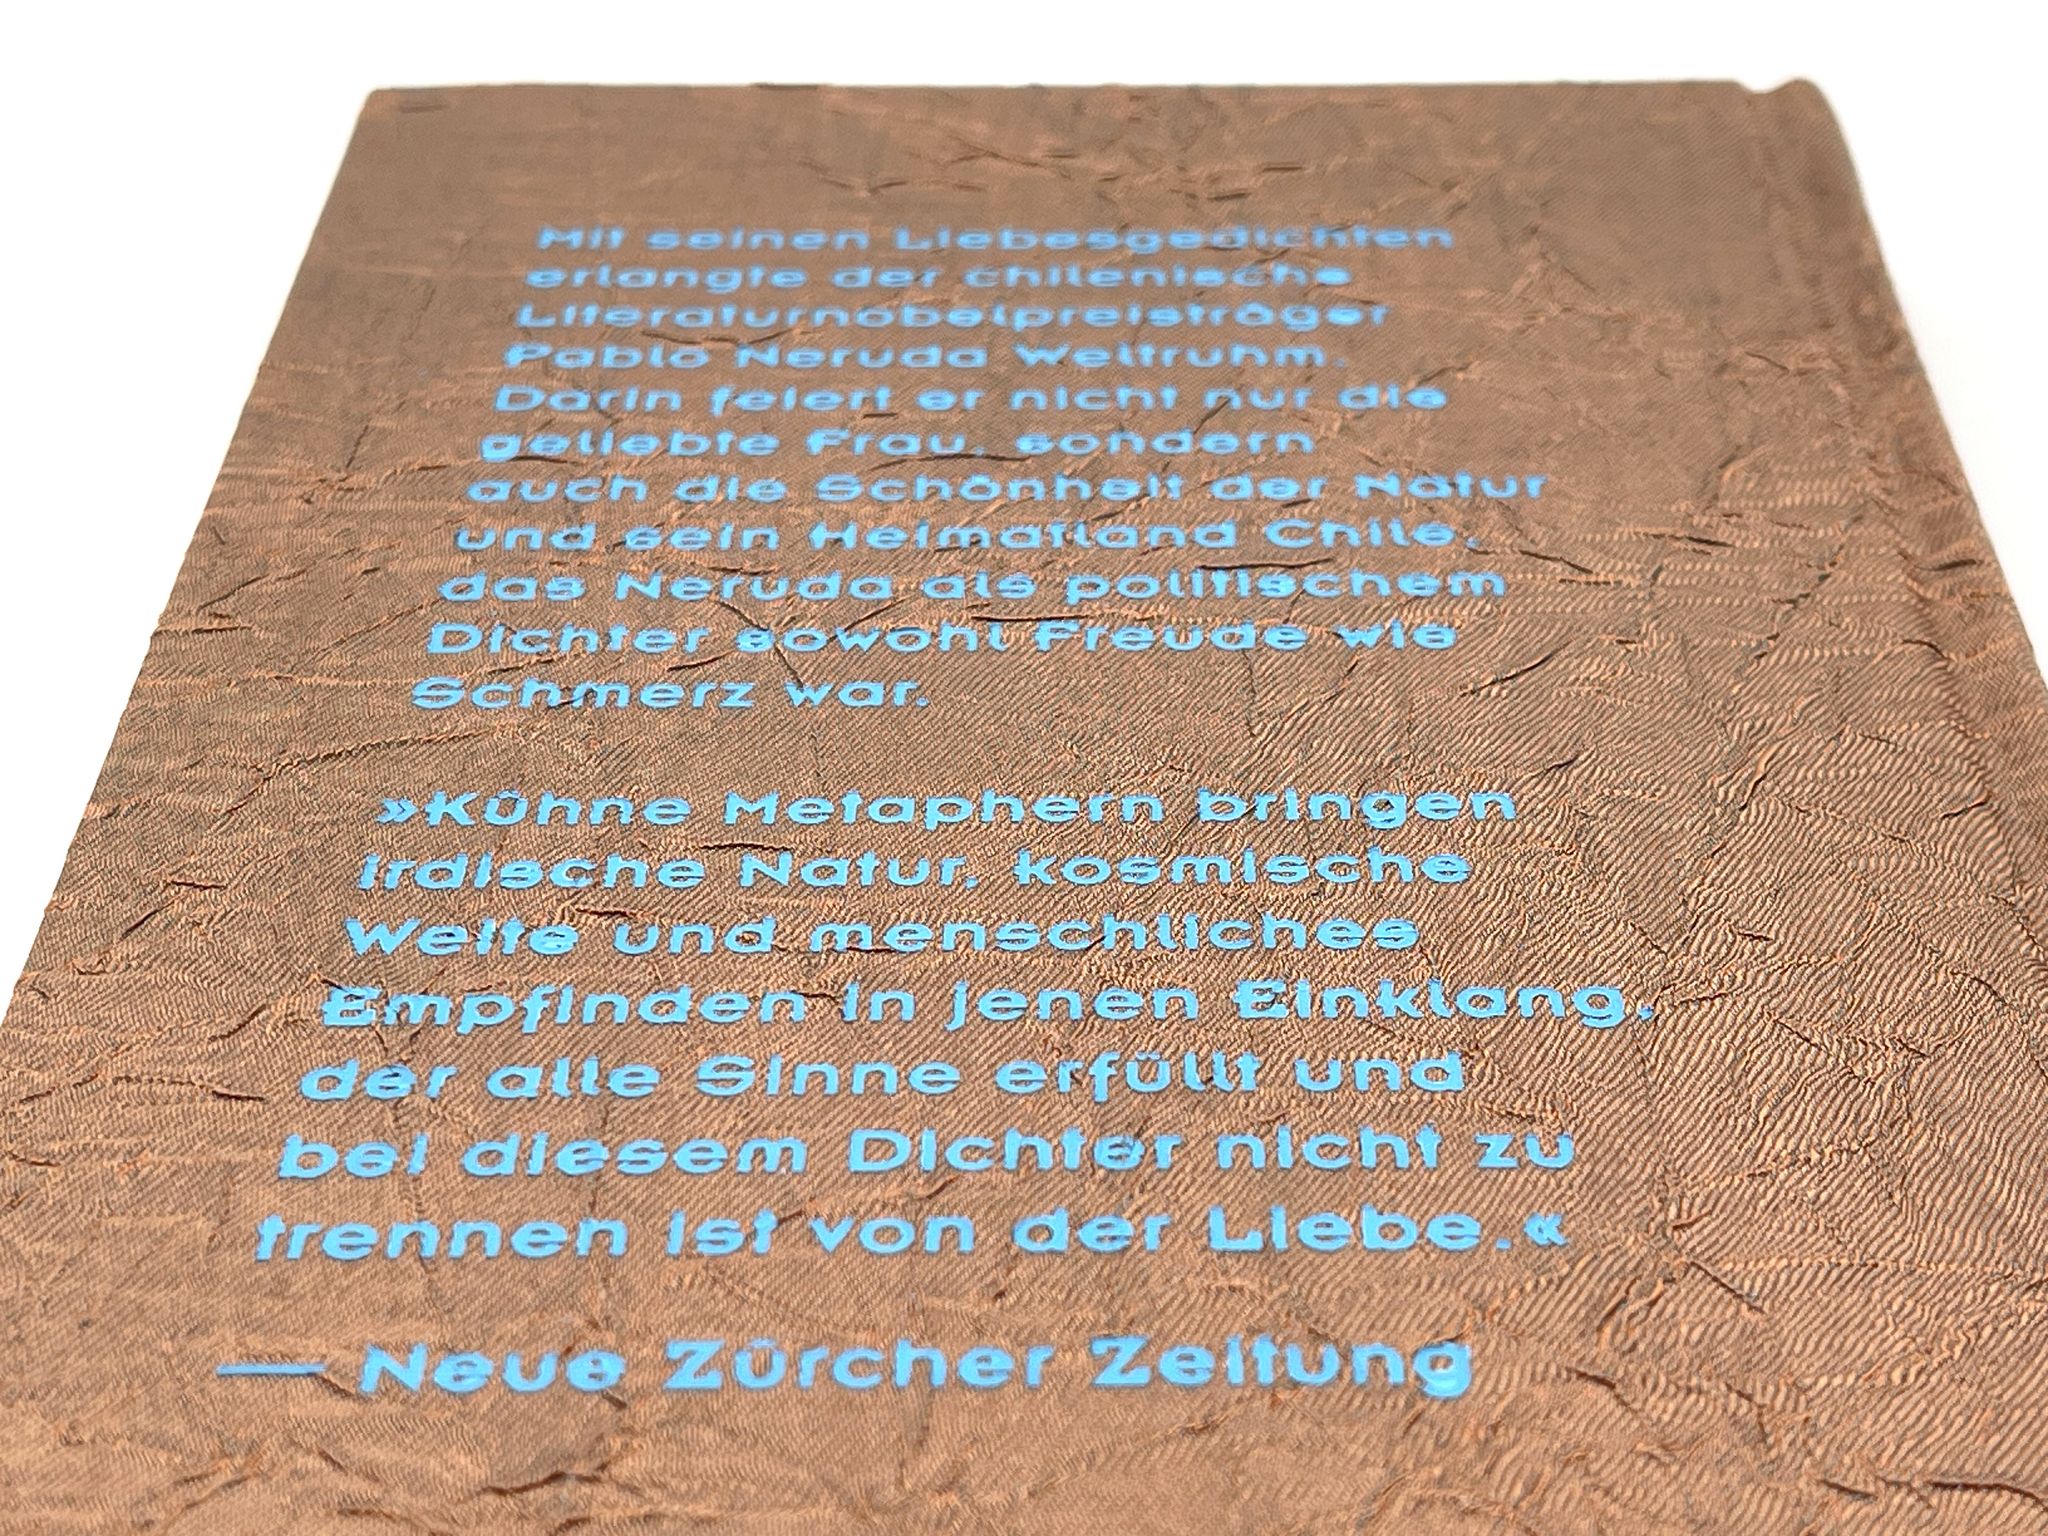 Mit seinen Liebesgedichten
erlangte der chilenische
Literaturnobelpreisträger
Pablo Neruda Weltruhm.
Darin feiert er nicht nur die
geliebte Frau, sondern
auch die Schönheit der Natur
und sein Heimatland Chile,
das Neruda als politischem
Dichter sowohl Freude wie
Schmerz war.
»Kühne Metaphern bringen
irdische Natur, kosmische
Weite und menschliches
Empfinden in jenen Einklang,
der alle Sinne erfüllt und
bei diesem Dichter nicht zu
trennen ist von der Liebe.«
— Neue Zürcher Zeitung